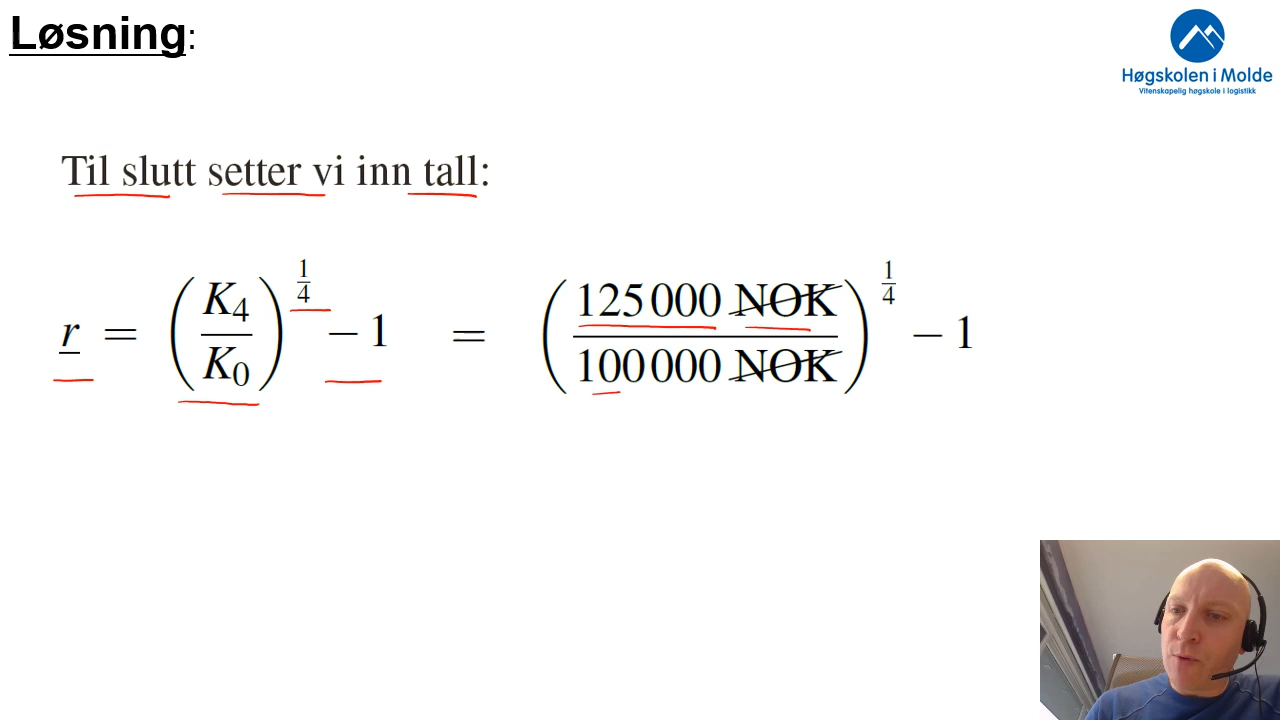 Løsning:
Høgskolen i Molde
Vitenskapelig høgskole i logistikk
Til slutt setter vi inn tall:
r = (K₄/K₀)^(1/4) − 1 = (125 000 NOK/100 000 NOK)^(1/4) − 1